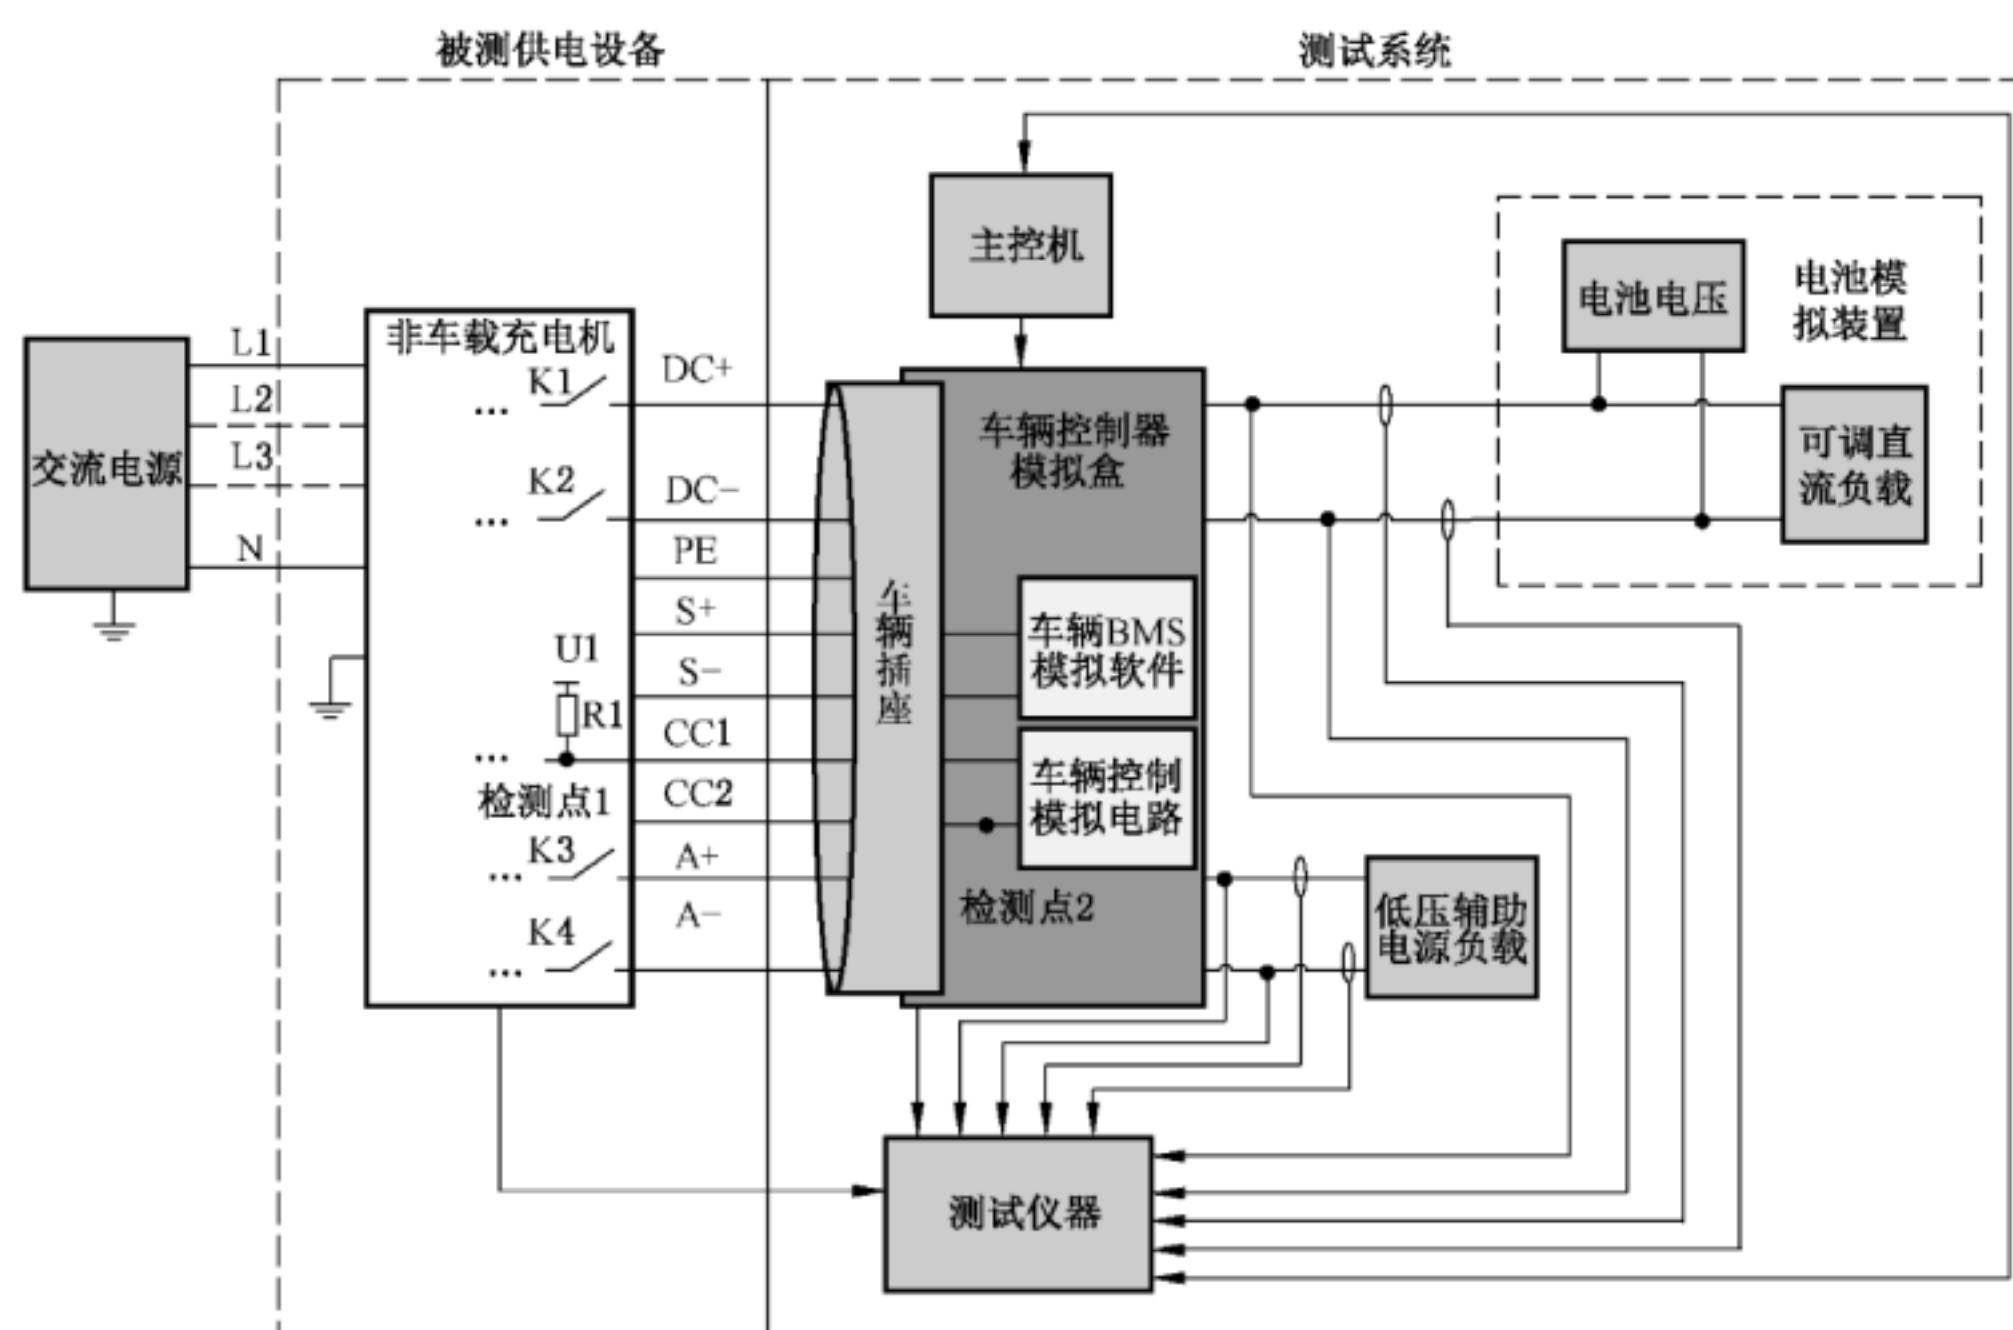 被测供电设备
测试系统
主控机
电池电压
电池模
拟装置
可调直
流负载
交流电源
L1
L2
L3
N
非车载充电机
K1
K2
U1
R1
检测点1
K3
K4
DC+
DC−
PE
S+
S−
CC1
CC2
A+
A−
车辆插座
车辆控制器
模拟盒
车辆BMS
模拟软件
车辆控制
模拟电路
检测点2
低压辅助
电源负载
测试仪器